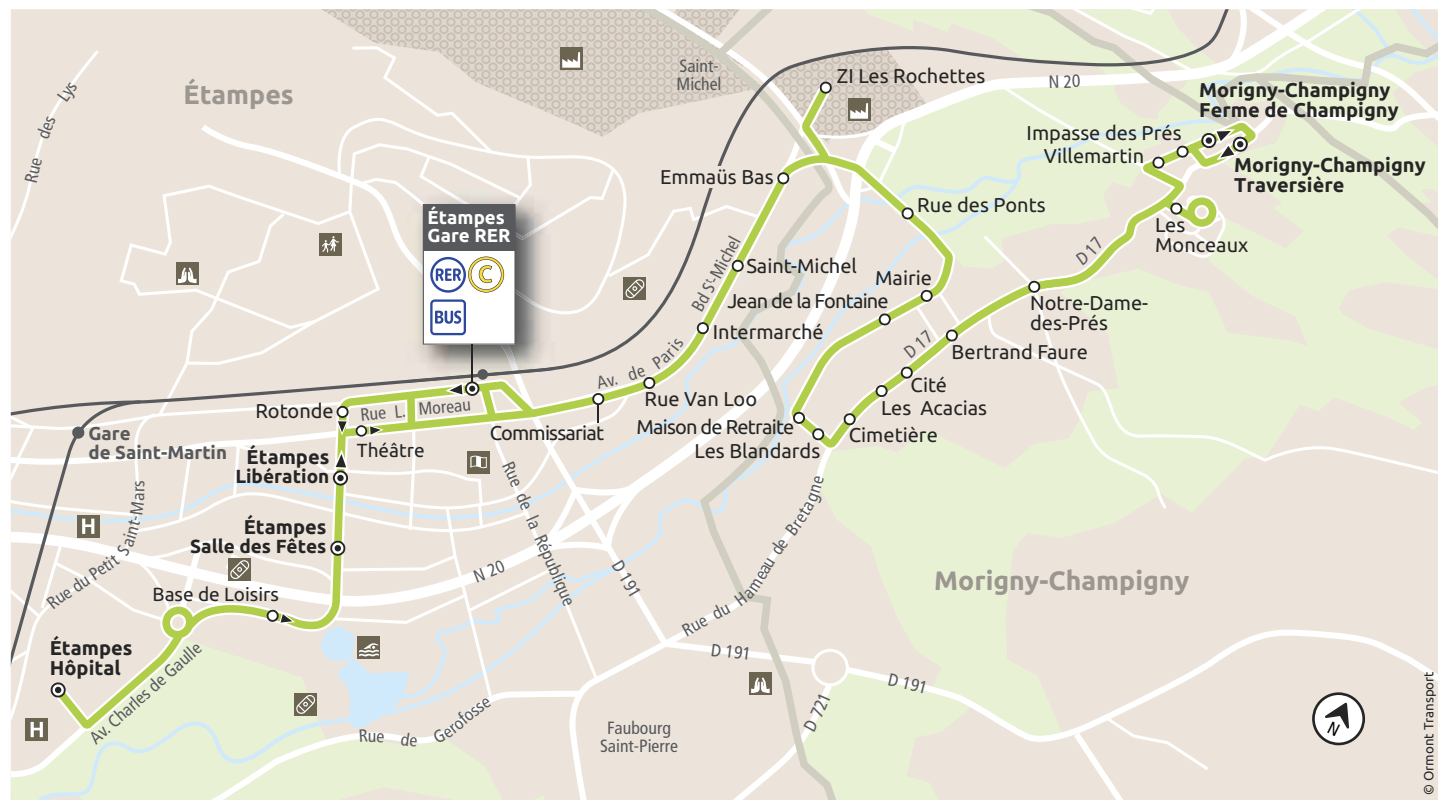 Saint-
Michel
ZI Les Rochettes
N 20
Étampes
Rue des Lys
Morigny-Champigny
Ferme de Champigny
Impasse des Prés
Villemartin
Morigny-Champigny
Traversière
Emmaüs Bas
Rue des Ponts
Les
Monceaux
Étampes
Gare RER
RER
C
BUS
D 17
Bd St-Michel
Saint-Michel
Mairie
Jean de la Fontaine
Notre-Dame-
des-Prés
Intermarché
D 17
Bertrand Faure
Av. de Paris
Cité
Les Acacias
Rue Van Loo
Rotonde
Rue L. Moreau
Commissariat
Maison de Retraite
Cimetière
Les Blandards
Gare
de Saint-Martin
Théâtre
Étampes
Libération
Rue de la République
Rue du Hameau de Bretagne
H
Étampes
Salle des Fêtes
Rue du Petit Saint-Mars
N 20
D 191
Base de Loisirs
Morigny-Champigny
Étampes
Hôpital
Av. Charles de Gaulle
D 191
D 191
D 721
H
Rue de Gerofosse
Faubourg
Saint-Pierre
N
© Ormont Transport